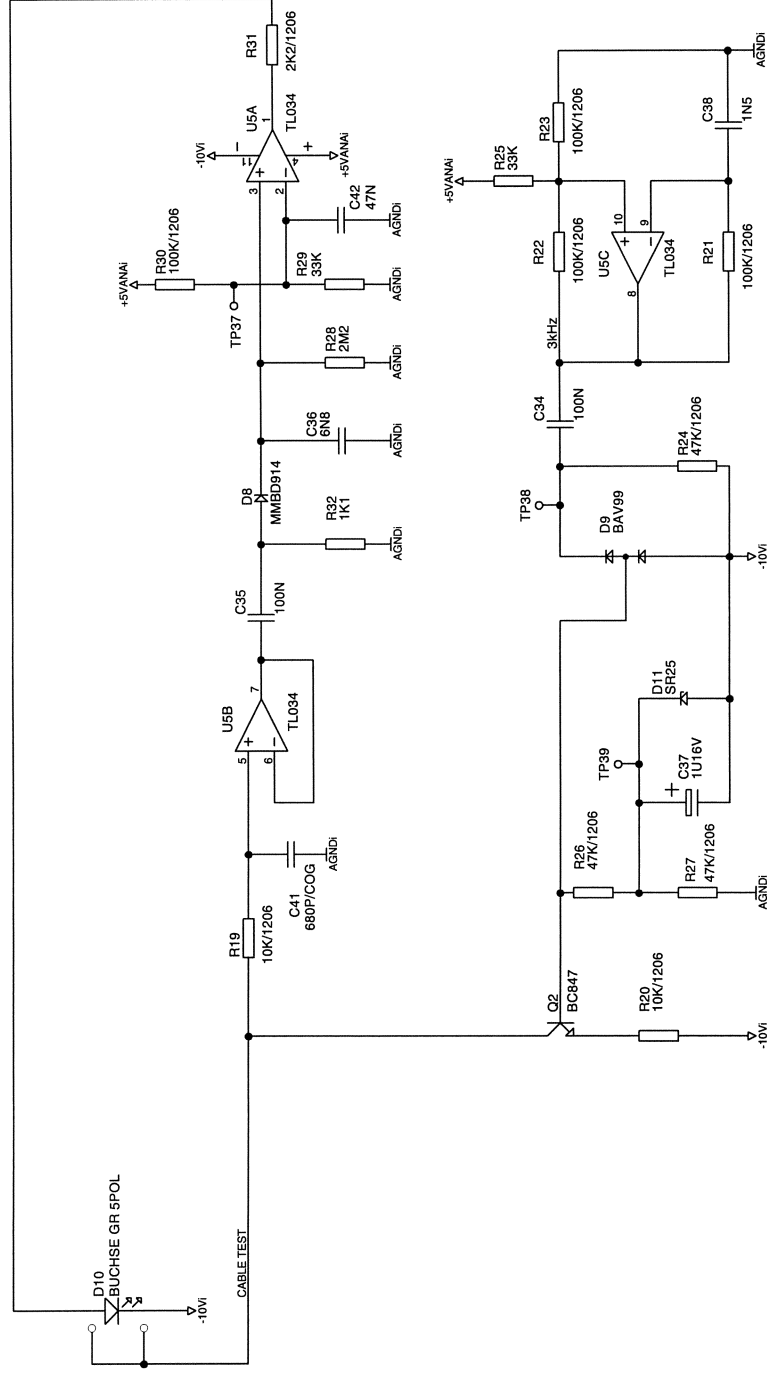 R31
2K2/1206
U5A
TL034
-10Vi
+5VANAi
–
+
11
4
1
3
2
+
–
C42
47N
AGNDi
R30
100K/1206
+5VANAi
TP37
R29
33K
AGNDi
R28
2M2
AGNDi
C36
6N8
AGNDi
D8
MMBD914
R32
1K1
AGNDi
C35
100N
U5B
TL034
7
5
6
+
–
C41
680P/COG
AGNDi
R19
10K/1206
CABLE TEST
D10
BUCHSE GR 5POL
-10Vi
R23
100K/1206
AGNDi
C38
1N5
R25
33K
+5VANAi
R22
100K/1206
3kHz
10
9
8
+
–
U5C
TL034
R21
100K/1206
C34
100N
R24
47K/1206
TP38
D9
BAV99
-10Vi
D11
SR25
TP39
C37
1U16V
+
R26
47K/1206
R27
47K/1206
AGNDi
Q2
BC847
R20
10K/1206
-10Vi